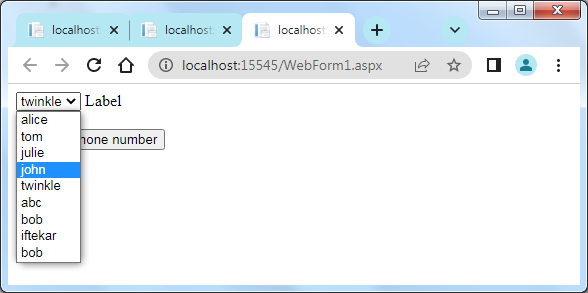 localhost localhost localhost
localhost:15545/WebForm1.aspx
twinkle Label
alice
tom
julie
john
twinkle
abc
bob
iftekar
bob
number